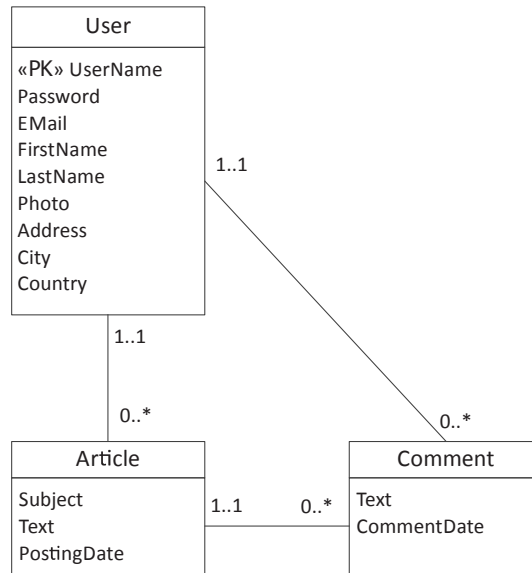 User
«PK» UserName
Password
EMail
FirstName
LastName
Photo
Address
City
Country
1..1
1..1
0..*
0..*
Article
Subject
Text
PostingDate
1..1
0..*
Comment
Text
CommentDate